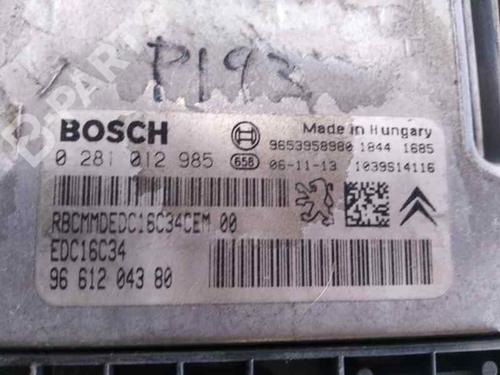 P193
BOSCH
Made in Hungary
9653958980 1844 1685
0 281 012 985
658
06-11-13
1039S14116
RBCMMDEDC16C34CEM 00
EDC16C34
96 612 043 80